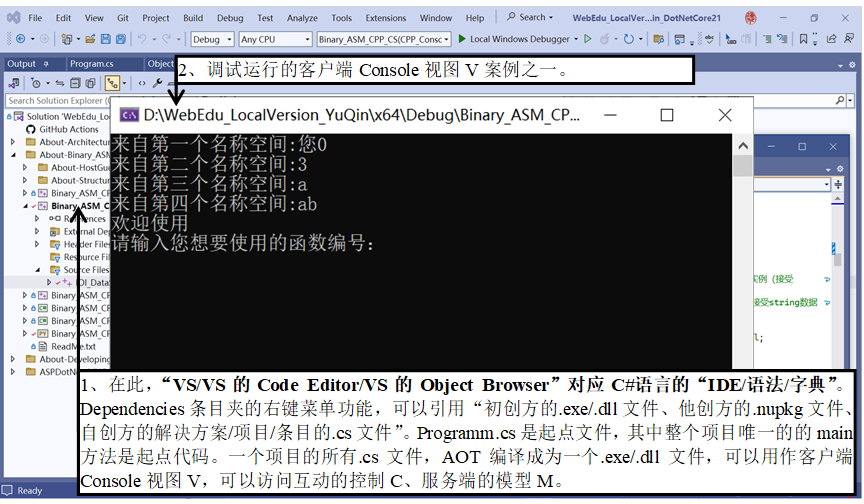 File Edit View Git Project Build Debug Test Analyze Tools Extensions Window Help Search WebEdu_LocalVer...in_DotNetCore21
Debug Any CPU Binary_ASM_CPP_CS(CPP_Consc Local Windows Debugger
Output Program.cs Object
2、调试运行的客户端 Console 视图 V 案例之一。
Search Solution Explorer (C
Solution 'WebEdu_Lo
GitHub Actions
About-Architectur
About-Binary_ASM
About-HostGu
About-Structur
Binary_ASM_CP
Binary_ASM_C
References
External Dep
Header Files
Resource File
Source Files
DI_Data
Binary_ASM_CP
Binary_ASM_CP
Binary_ASM_CP
Binary_ASM_CP
ReadMe.txt
About-Developing
ASPDotNet
D:\WebEdu_LocalVersion_YuQin\x64\Debug\Binary_ASM_CP...
来自第一个名称空间:您0
来自第二个名称空间:3
来自第三个名称空间:a
来自第四个名称空间:ab
欢迎使用
请输入您想要使用的函数编号:
实例（接受
接受string数据
l;
1、在此，“VS/VS 的 Code Editor/VS 的 Object Browser”对应 C#语言的“IDE/语法/字典”。
Dependencies 条目夹的右键菜单功能，可以引用“初创方的.exe/.dll 文件、他创方的.nupkg 文件、
自创方的解决方案/项目/条目的.cs 文件”。Programm.cs 是起点文件，其中整个项目唯一的的 main
方法是起点代码。一个项目的所有.cs 文件，AOT 编译成为一个.exe/.dll 文件，可以用作客户端
Console 视图 V，可以访问互动的控制 C、服务端的模型 M。
Ready